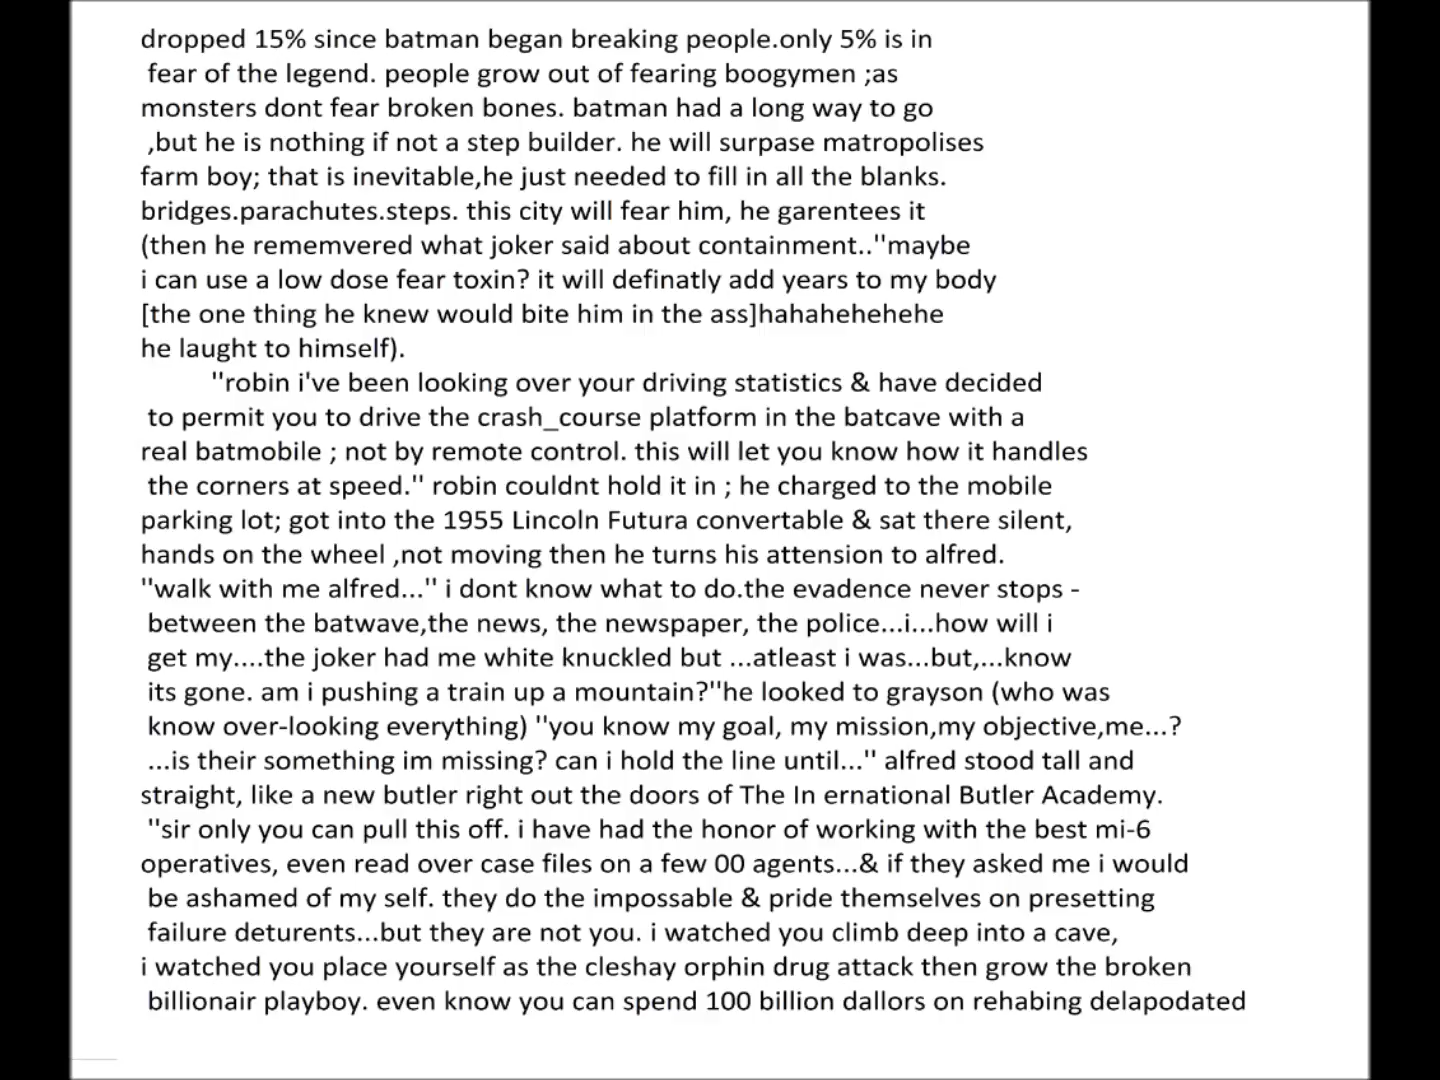 dropped 15% since batman began breaking people.only 5% is in
fear of the legend. people grow out of fearing boogymen ;as
monsters dont fear broken bones. batman had a long way to go
,but he is nothing if not a step builder. he will surpase matropolises
farm boy; that is inevitable,he just needed to fill in all the blanks.
bridges.parachutes.steps. this city will fear him, he garentees it
(then he rememvered what joker said about containment..''maybe
i can use a low dose fear toxin? it will definatly add years to my body
[the one thing he knew would bite him in the ass]hahahehehehe
he laught to himself).
''robin i've been looking over your driving statistics & have decided
to permit you to drive the crash_course platform in the batcave with a
real batmobile ; not by remote control. this will let you know how it handles
the corners at speed.'' robin couldnt hold it in ; he charged to the mobile
parking lot; got into the 1955 Lincoln Futura convertable & sat there silent,
hands on the wheel ,not moving then he turns his attension to alfred.
''walk with me alfred...'' i dont know what to do.the evadence never stops -
between the batwave,the news, the newspaper, the police...i...how will i
get my....the joker had me white knuckled but ...atleast i was...but,...know
its gone. am i pushing a train up a mountain?''he looked to grayson (who was
know over-looking everything) ''you know my goal, my mission,my objective,me...?
...is their something im missing? can i hold the line until...'' alfred stood tall and
straight, like a new butler right out the doors of The In ernational Butler Academy.
''sir only you can pull this off. i have had the honor of working with the best mi-6
operatives, even read over case files on a few 00 agents...& if they asked me i would
be ashamed of my self. they do the impossable & pride themselves on presetting
failure deturents...but they are not you. i watched you climb deep into a cave,
i watched you place yourself as the cleshay orphin drug attack then grow the broken
billionair playboy. even know you can spend 100 billion dallors on rehabing delapodated